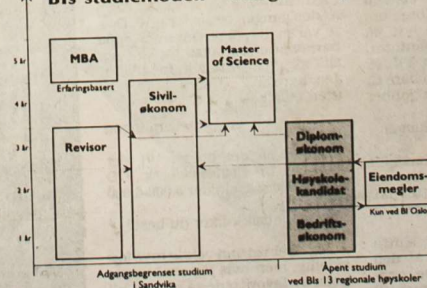 BIs studiemodell
5 år
4 år
3 år
2 år
1 år
MBA
Erfaringsbasert
Master
of Science
Sivil-
økonom
Revisor
Diplom-
økonom
Høyskole-
kandidat
Bedrifts-
økonom
Eiendoms-
megler
Kun ved BI Oslo
Adgangsbegrenset studium
i Sandvika
Åpent studium
ved BIs 13 regionale høyskoler